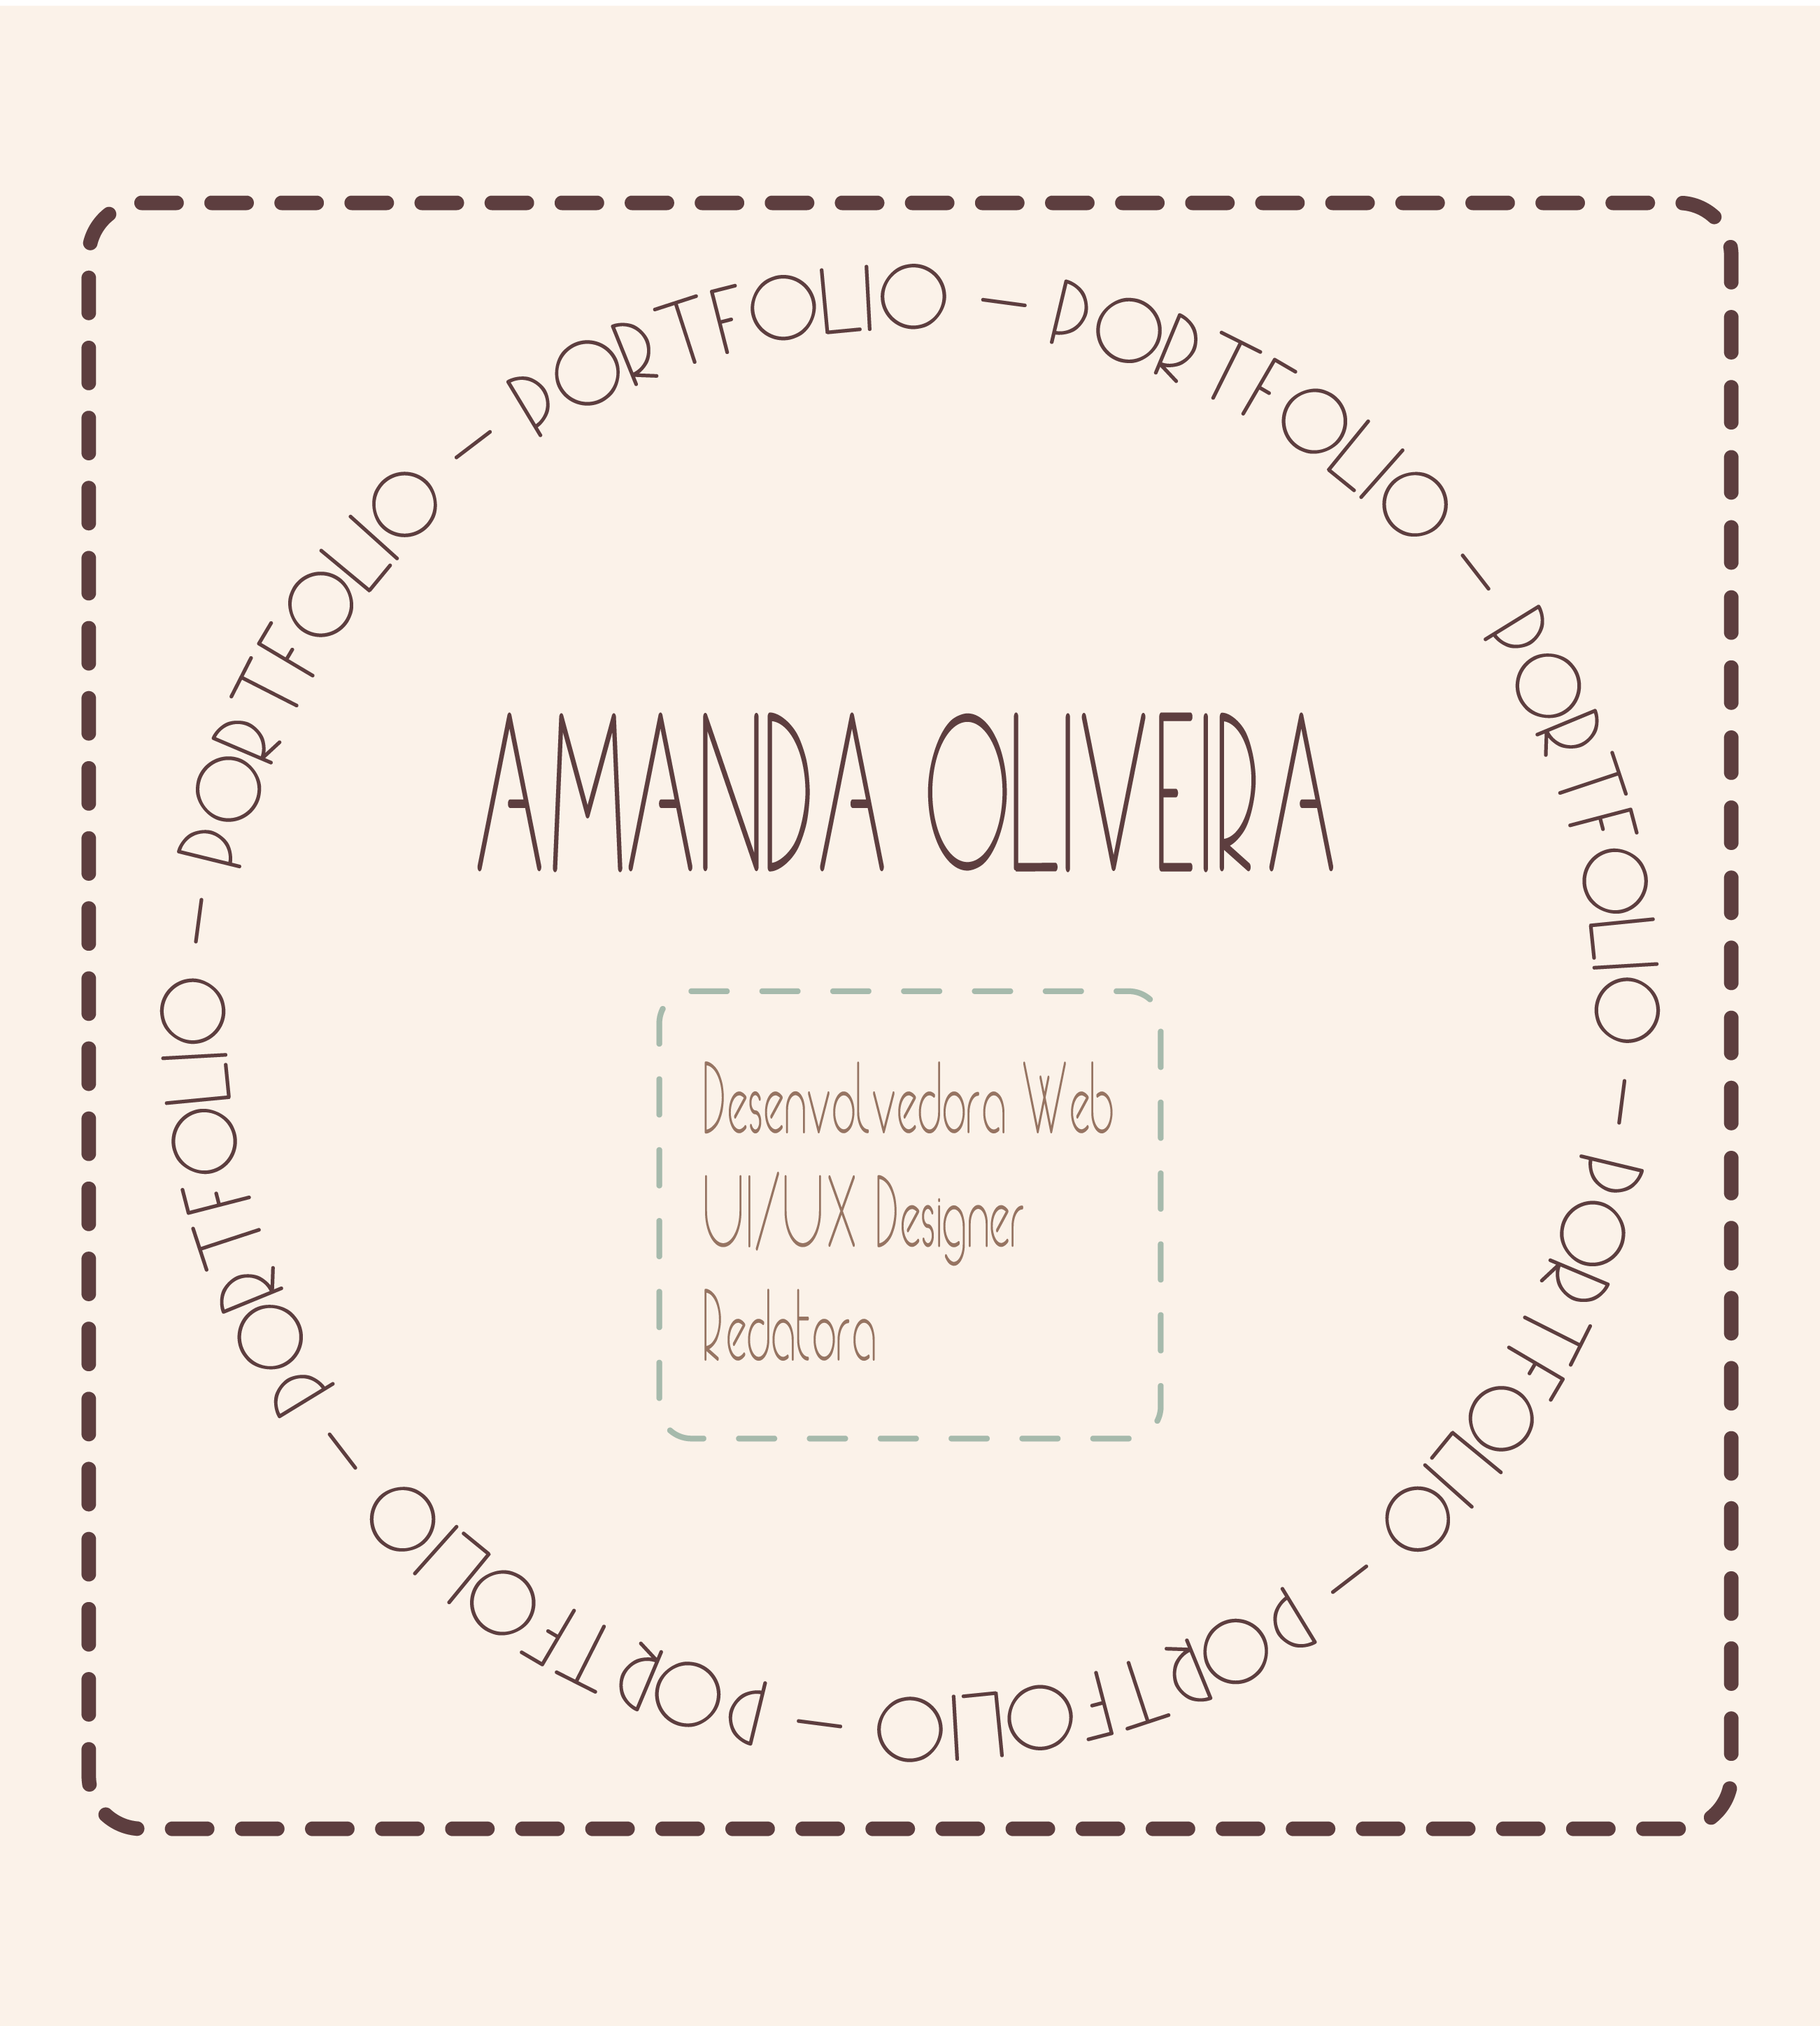 PORTFOLIO – PORTFOLIO – PORTFOLIO – PORTFOLIO – PORTFOLIO – PORTFOLIO – PORTFOLIO – PORTFOLIO –
AMANDA OLIVEIRA
Desenvolvedora Web
UI/UX Designer
Redatora